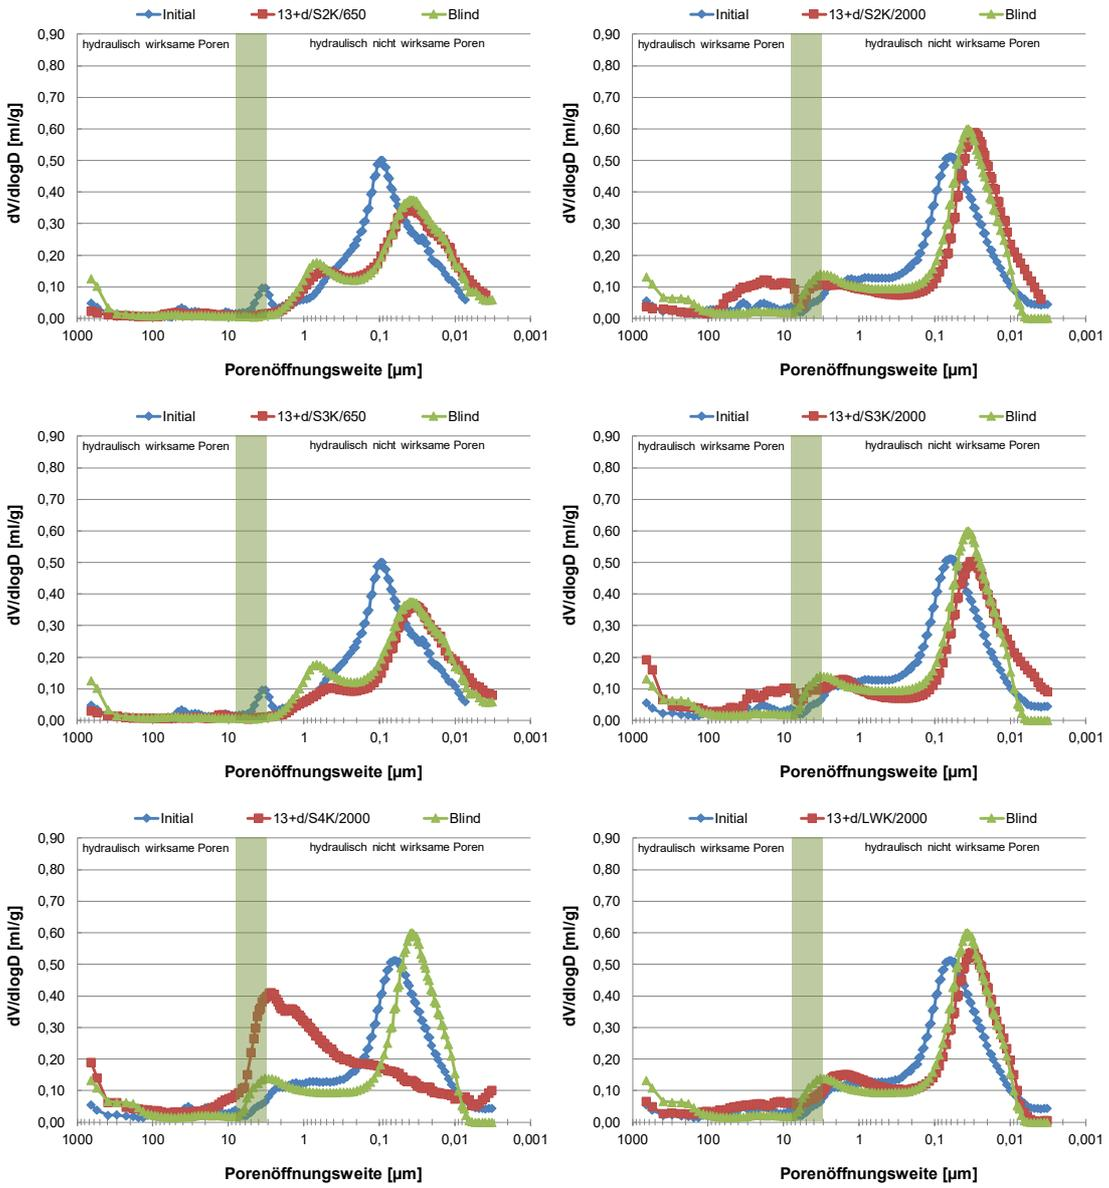 Initial 13+d/S2K/650 Blind
hydraulisch wirksame Poren hydraulisch nicht wirksame Poren
0,90
0,80
0,70
0,60
0,50
0,40
0,30
0,20
0,10
0,00
dV/dlogD [ml/g]
1000 100 10 1 0,1 0,01 0,001
Porenöffnungsweite [µm]
Initial 13+d/S2K/2000 Blind
hydraulisch wirksame Poren hydraulisch nicht wirksame Poren
0,90
0,80
0,70
0,60
0,50
0,40
0,30
0,20
0,10
0,00
dV/dlogD [ml/g]
1000 100 10 1 0,1 0,01 0,001
Porenöffnungsweite [µm]
Initial 13+d/S3K/650 Blind
hydraulisch wirksame Poren hydraulisch nicht wirksame Poren
0,90
0,80
0,70
0,60
0,50
0,40
0,30
0,20
0,10
0,00
dV/dlogD [ml/g]
1000 100 10 1 0,1 0,01 0,001
Porenöffnungsweite [µm]
Initial 13+d/S3K/2000 Blind
hydraulisch wirksame Poren hydraulisch nicht wirksame Poren
0,90
0,80
0,70
0,60
0,50
0,40
0,30
0,20
0,10
0,00
dV/dlogD [ml/g]
1000 100 10 1 0,1 0,01 0,001
Porenöffnungsweite [µm]
Initial 13+d/S4K/2000 Blind
hydraulisch wirksame Poren hydraulisch nicht wirksame Poren
0,90
0,80
0,70
0,60
0,50
0,40
0,30
0,20
0,10
0,00
dV/dlogD [ml/g]
1000 100 10 1 0,1 0,01 0,001
Porenöffnungsweite [µm]
Initial 13+d/LWK/2000 Blind
hydraulisch wirksame Poren hydraulisch nicht wirksame Poren
0,90
0,80
0,70
0,60
0,50
0,40
0,30
0,20
0,10
0,00
dV/dlogD [ml/g]
1000 100 10 1 0,1 0,01 0,001
Porenöffnungsweite [µm]